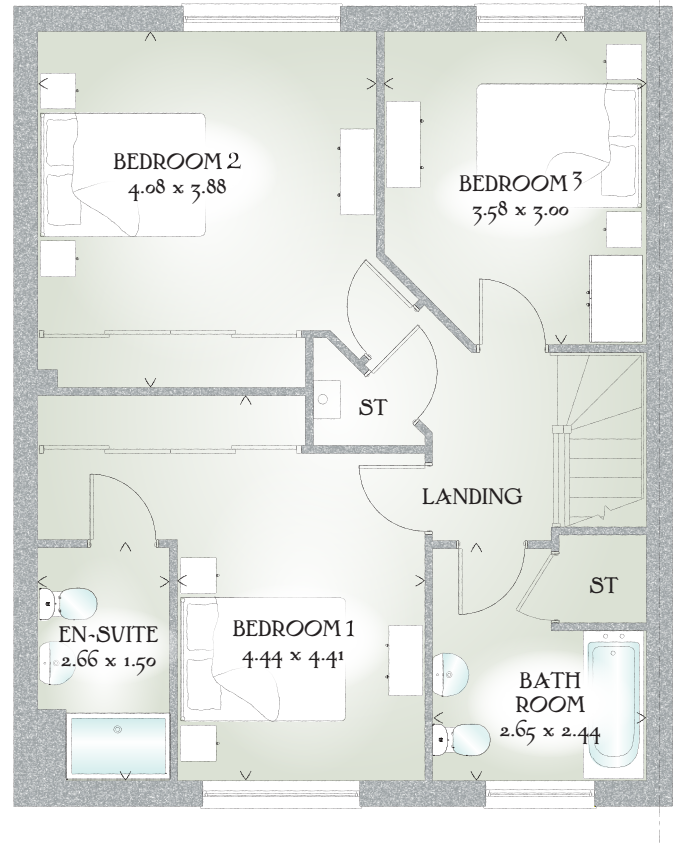 BEDROOM 2
4.08 x 3.88
BEDROOM 3
3.58 x 3.00
ST
LANDING
ST
EN-SUITE
2.66 x 1.50
BEDROOM 1
4.44 x 4.41
BATH
ROOM
2.65 x 2.44